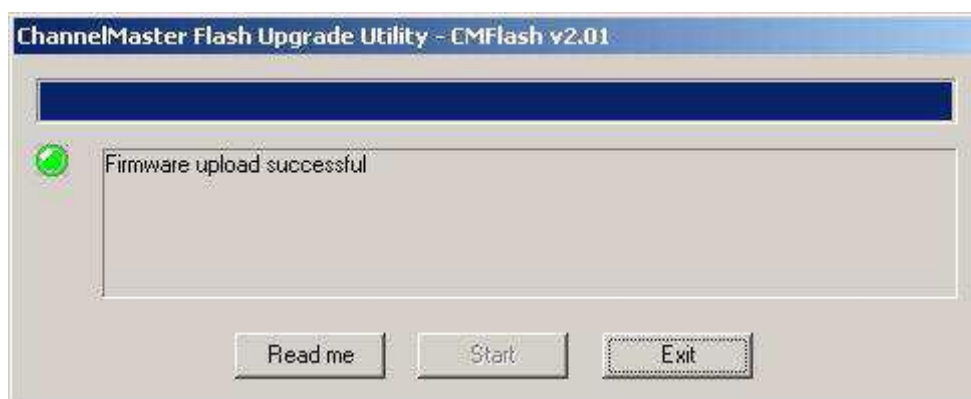 ChannelMaster Flash Upgrade Utility - CMFlash v2.01
Firmware upload successful
Read me
Start
Exit